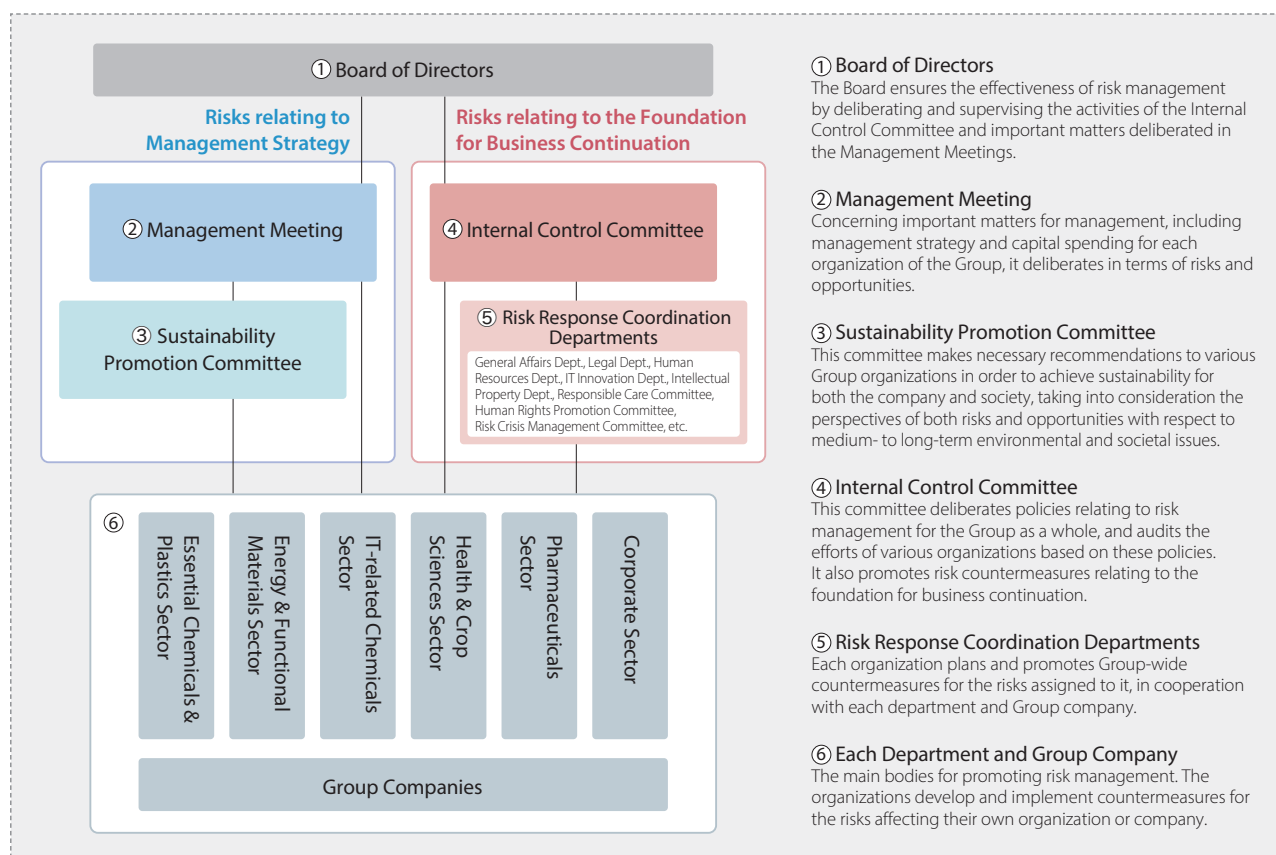 ① Board of Directors
Risks relating to
Management Strategy
Risks relating to the Foundation
for Business Continuation
② Management Meeting
③ Sustainability
Promotion Committee
④ Internal Control Committee
⑤ Risk Response Coordination
Departments
General Affairs Dept., Legal Dept., Human
Resources Dept., IT Innovation Dept., Intellectual
Property Dept., Responsible Care Committee,
Human Rights Promotion Committee,
Risk Crisis Management Committee, etc.
⑥
Essential Chemicals &
Plastics Sector
Energy & Functional
Materials Sector
IT-related Chemicals
Sector
Health & Crop
Sciences Sector
Pharmaceuticals
Sector
Corporate Sector
Group Companies
① Board of Directors
The Board ensures the effectiveness of risk management
by deliberating and supervising the activities of the Internal
Control Committee and important matters deliberated in
the Management Meetings.
② Management Meeting
Concerning important matters for management, including
management strategy and capital spending for each
organization of the Group, it deliberates in terms of risks and
opportunities.
③ Sustainability Promotion Committee
This committee makes necessary recommendations to various
Group organizations in order to achieve sustainability for
both the company and society, taking into consideration the
perspectives of both risks and opportunities with respect to
medium- to long-term environmental and societal issues.
④ Internal Control Committee
This committee deliberates policies relating to risk
management for the Group as a whole, and audits the
efforts of various organizations based on these policies.
It also promotes risk countermeasures relating to the
foundation for business continuation.
⑤ Risk Response Coordination Departments
Each organization plans and promotes Group-wide
countermeasures for the risks assigned to it, in cooperation
with each department and Group company.
⑥ Each Department and Group Company
The main bodies for promoting risk management. The
organizations develop and implement countermeasures for
the risks affecting their own organization or company.